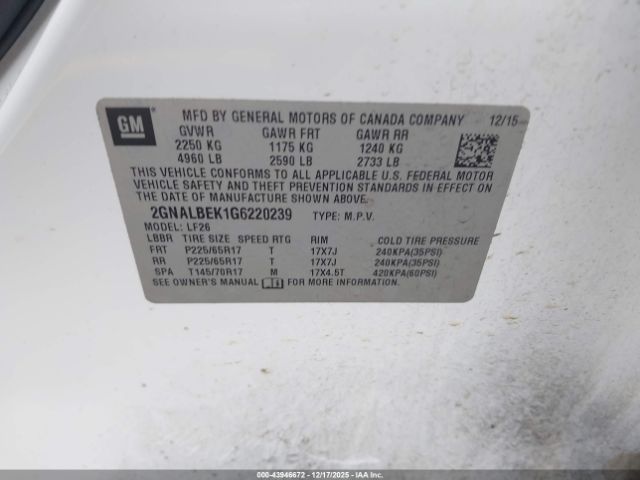 GM
MFD BY GENERAL MOTORS OF CANADA COMPANY 12/15
GVWR GAWR FRT GAWR RR
2250 KG 1175 KG 1240 KG
4960 LB 2590 LB 2733 LB
THIS VEHICLE CONFORMS TO ALL APPLICABLE U.S. FEDERAL MOTOR
VEHICLE SAFETY AND THEFT PREVENTION STANDARDS IN EFFECT ON
THE DATE OF MANUFACTURE SHOWN ABOVE.
2GNALBEK1G6220239 TYPE: M.P.V.
MODEL: LF26
LBBR TIRE SIZE SPEED RTG RIM COLD TIRE PRESSURE
FRT P225/65R17 T 17X7J 240KPA(35PSI)
RR P225/65R17 T 17X7J 240KPA(35PSI)
SPA T145/70R17 M 17X4.5T 420KPA(60PSI)
SEE OWNER'S MANUAL FOR MORE INFORMATION.
000-43946672 | 12/17/2025 | IAA Inc.